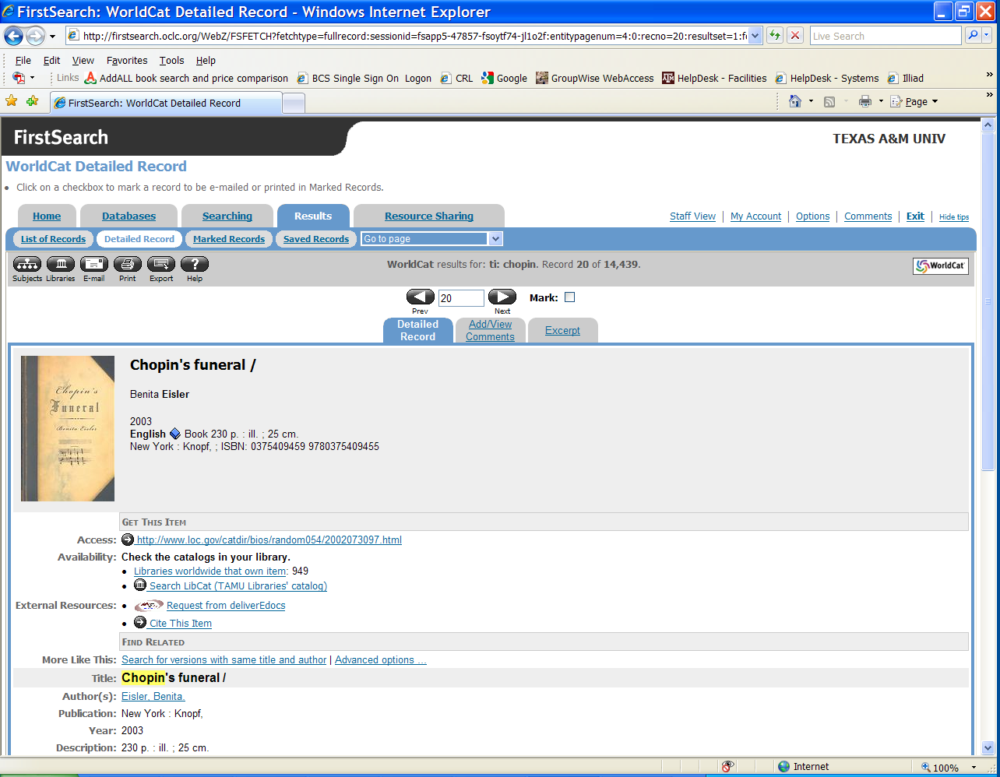 FirstSearch: WorldCat Detailed Record - Windows Internet Explorer
http://firstsearch.oclc.org/WebZ/FSFETCH?fetchtype=fullrecord:sessionid=fsapp5-47857-fsoytf74-jl1o2f:entitypagenum=4:0:recno=20:resultset=1:f
Live Search
File Edit View Favorites Tools Help
Links AddALL book search and price comparison BCS Single Sign On Logon CRL Google GroupWise WebAccess HelpDesk - Facilities HelpDesk - Systems Illiad »
FirstSearch: WorldCat Detailed Record Page »
FirstSearch
TEXAS A&M UNIV
WorldCat Detailed Record
• Click on a checkbox to mark a record to be e-mailed or printed in Marked Records.
Home Databases Searching Results Resource Sharing
Staff View | My Account | Options | Comments | Exit | Hide tips
List of Records Detailed Record Marked Records Saved Records Go to page
Subjects Libraries E-mail Print Export Help
WorldCat results for: ti: chopin. Record 20 of 14,439.
WorldCat
20
Mark:
Prev Next
Detailed Record
Add/View Comments
Excerpt
Chopin's
Funeral
Benita Eisler
Chopin's funeral /
Benita Eisler
2003
English Book 230 p. : ill. ; 25 cm.
New York : Knopf, ; ISBN: 0375409459 9780375409455
GET THIS ITEM
Access: http://www.loc.gov/catdir/bios/random054/2002073097.html
Availability: Check the catalogs in your library.
• Libraries worldwide that own item: 949
• Search LibCat (TAMU Libraries' catalog)
External Resources: • Request from deliverEdocs
• Cite This Item
FIND RELATED
More Like This: Search for versions with same title and author | Advanced options ...
Title: Chopin's funeral /
Author(s): Eisler, Benita.
Publication: New York : Knopf,
Year: 2003
Description: 230 p. : ill. ; 25 cm.
Internet 100%